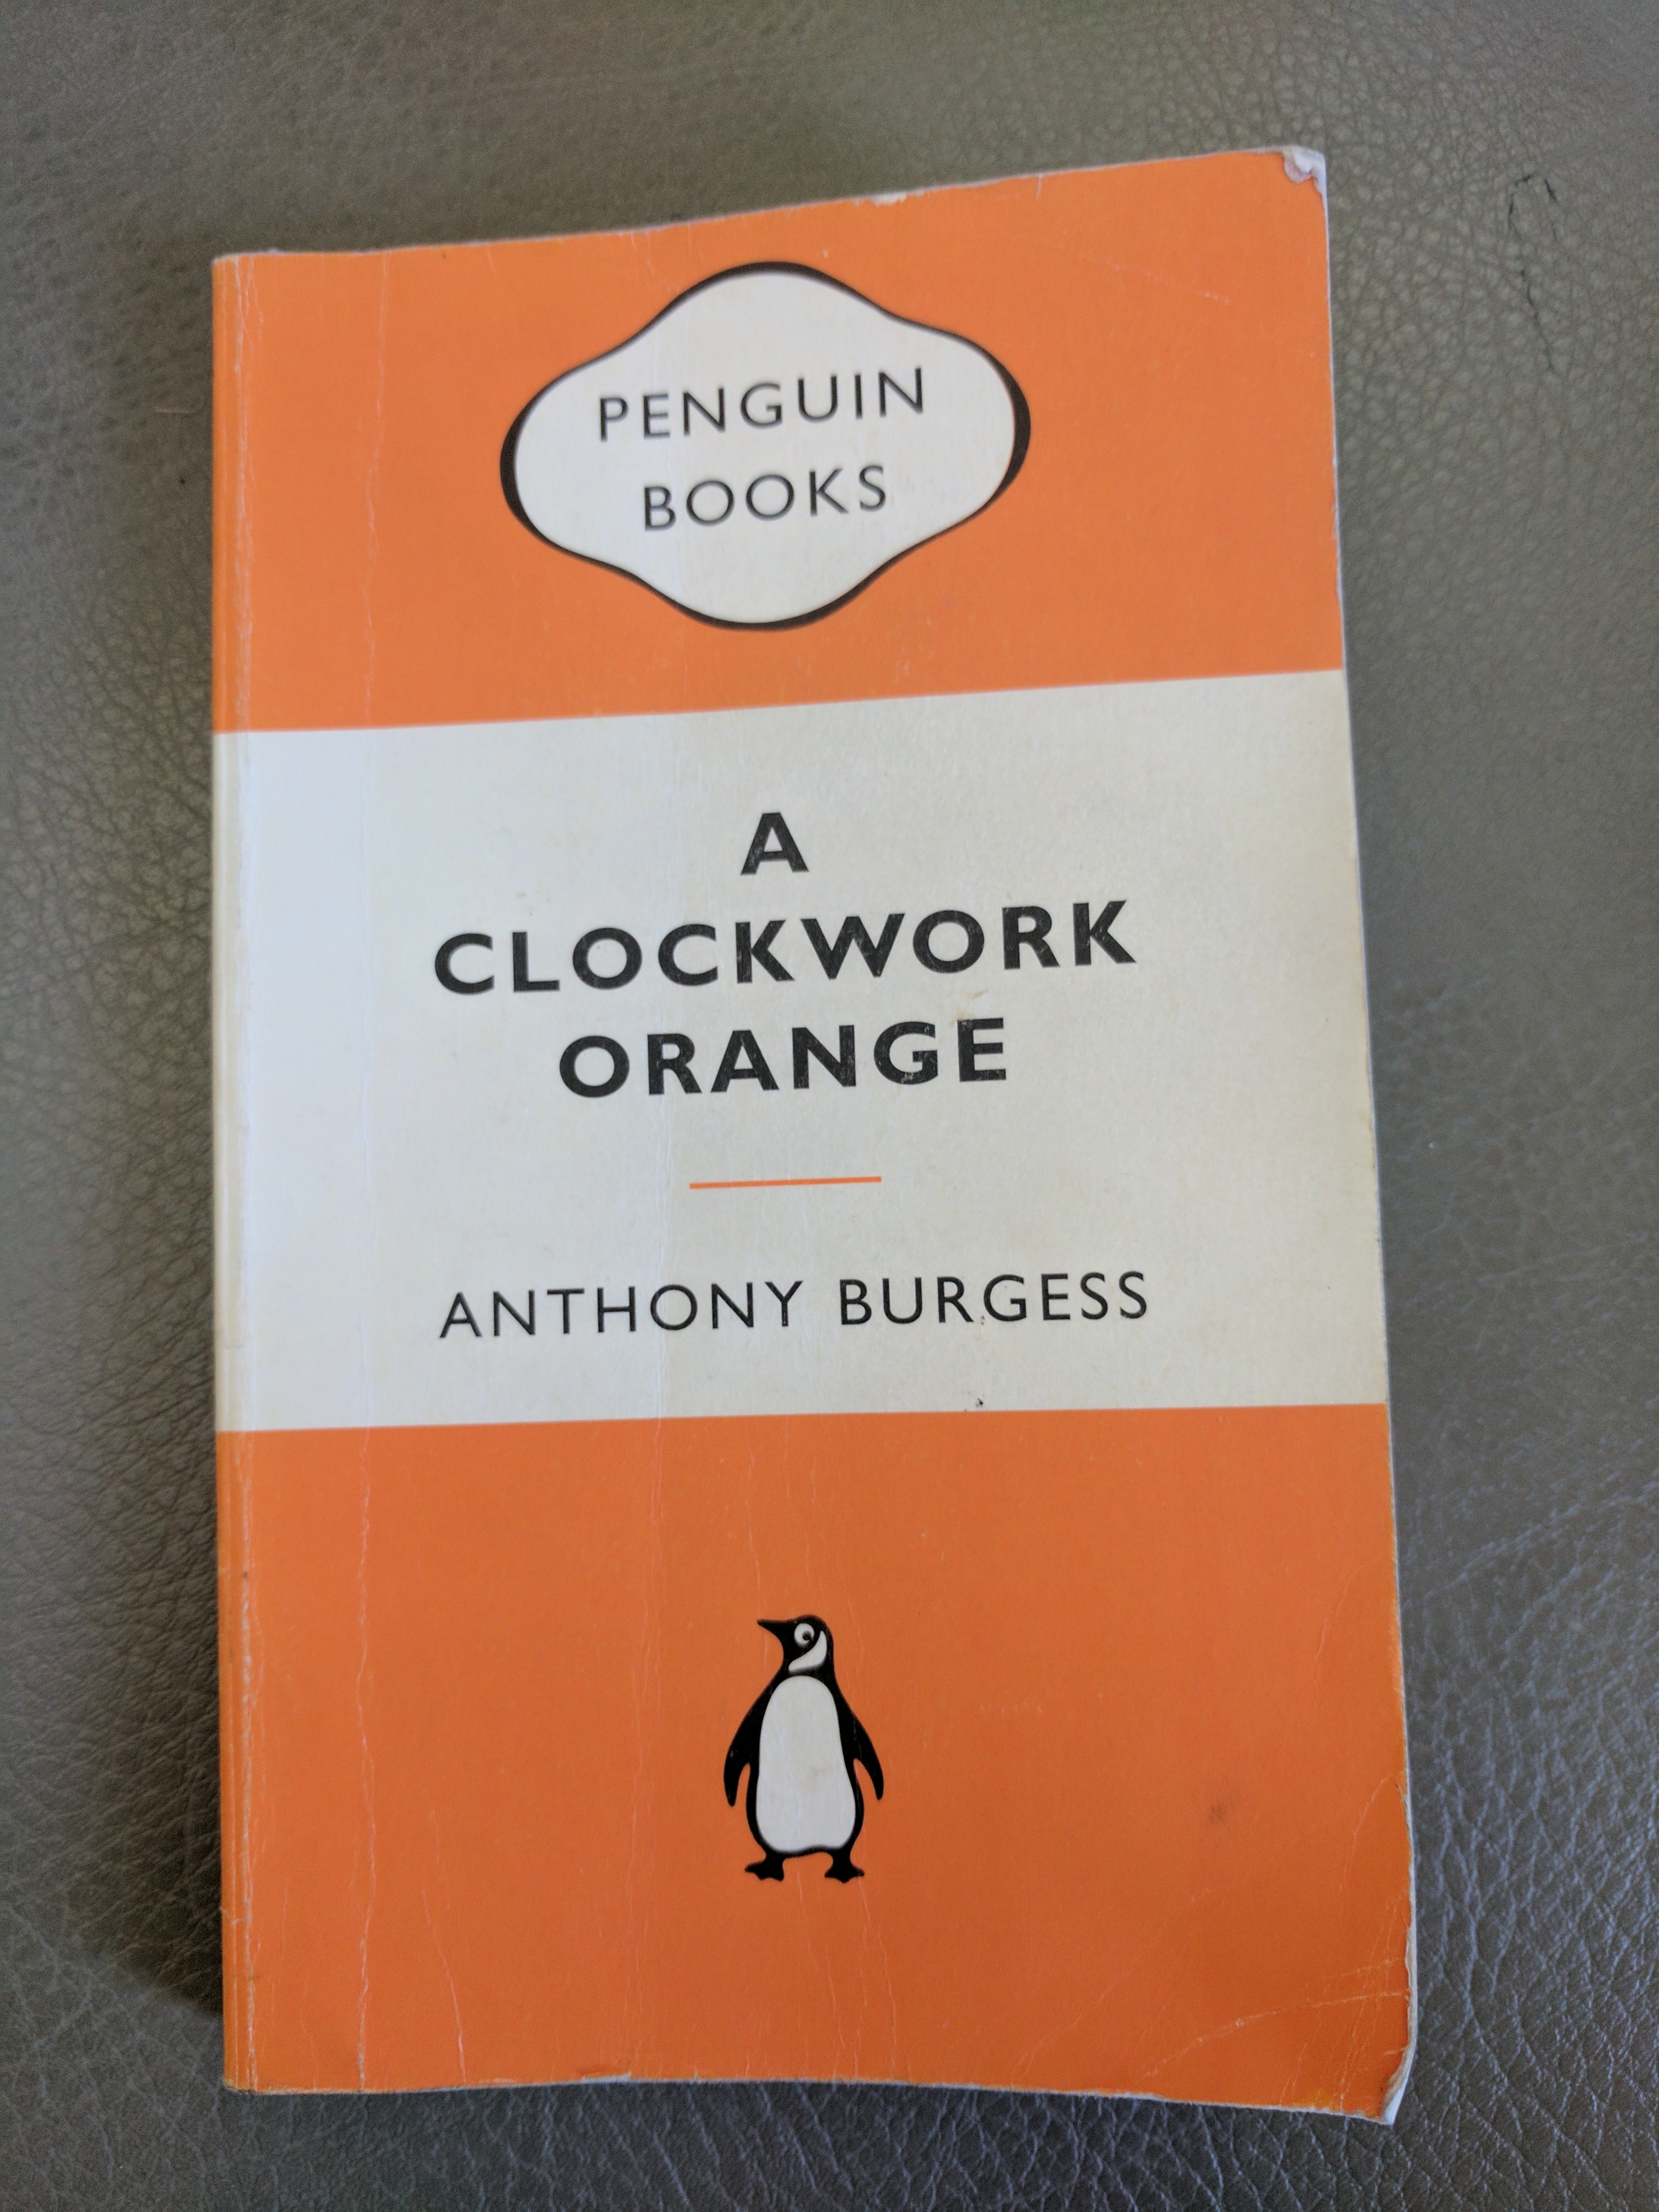 PENGUIN
BOOKS
A
CLOCKWORK
ORANGE
ANTHONY BURGESS